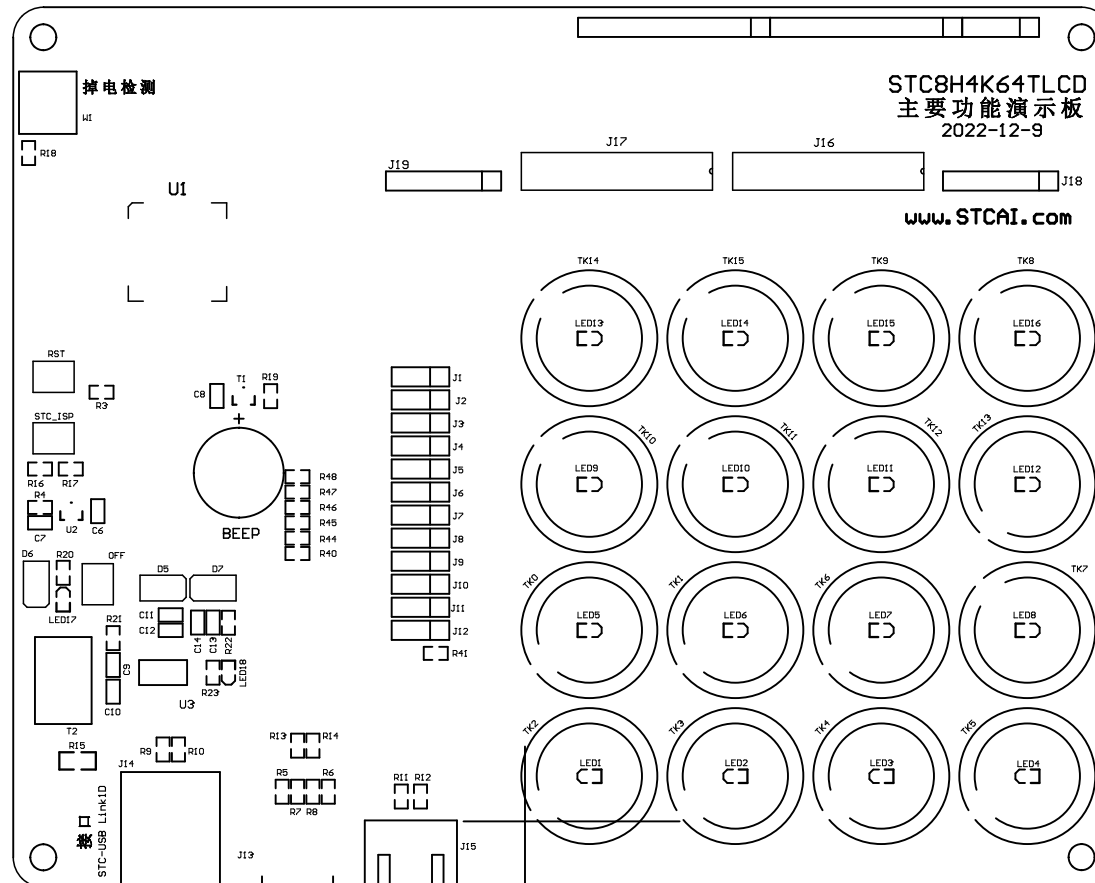 掉电检测
W1
R18
STC8H4K64TLCD
主要功能演示板
2022-12-9
J19
J17
J16
J18
www.STCAI.com
U1
TK14
TK15
TK9
TK8
LED13
LED14
LED15
LED16
RST
R3
C8
T1
R19
STC_ISP
R16
R17
R4
C7
U2
C6
BEEP
R48
R47
R46
R45
R44
R40
J1
J2
J3
J4
J5
J6
J7
J8
J9
J10
J11
J12
R41
TK10
TK11
TK12
TK13
LED9
LED10
LED11
LED12
D6
R20
OFF
LED17
D5
D7
C11
C12
C14
C13
R22
R21
C9
C10
U3
R23
LED18
T2
TK0
TK1
TK6
TK7
LED5
LED6
LED7
LED8
TK2
TK3
TK4
TK5
LED1
LED2
LED3
LED4
R15
R9
R10
R13
R14
R5
R7
R8
R6
R11
R12
J14
接口
STC-USB Link1D
J13
J15